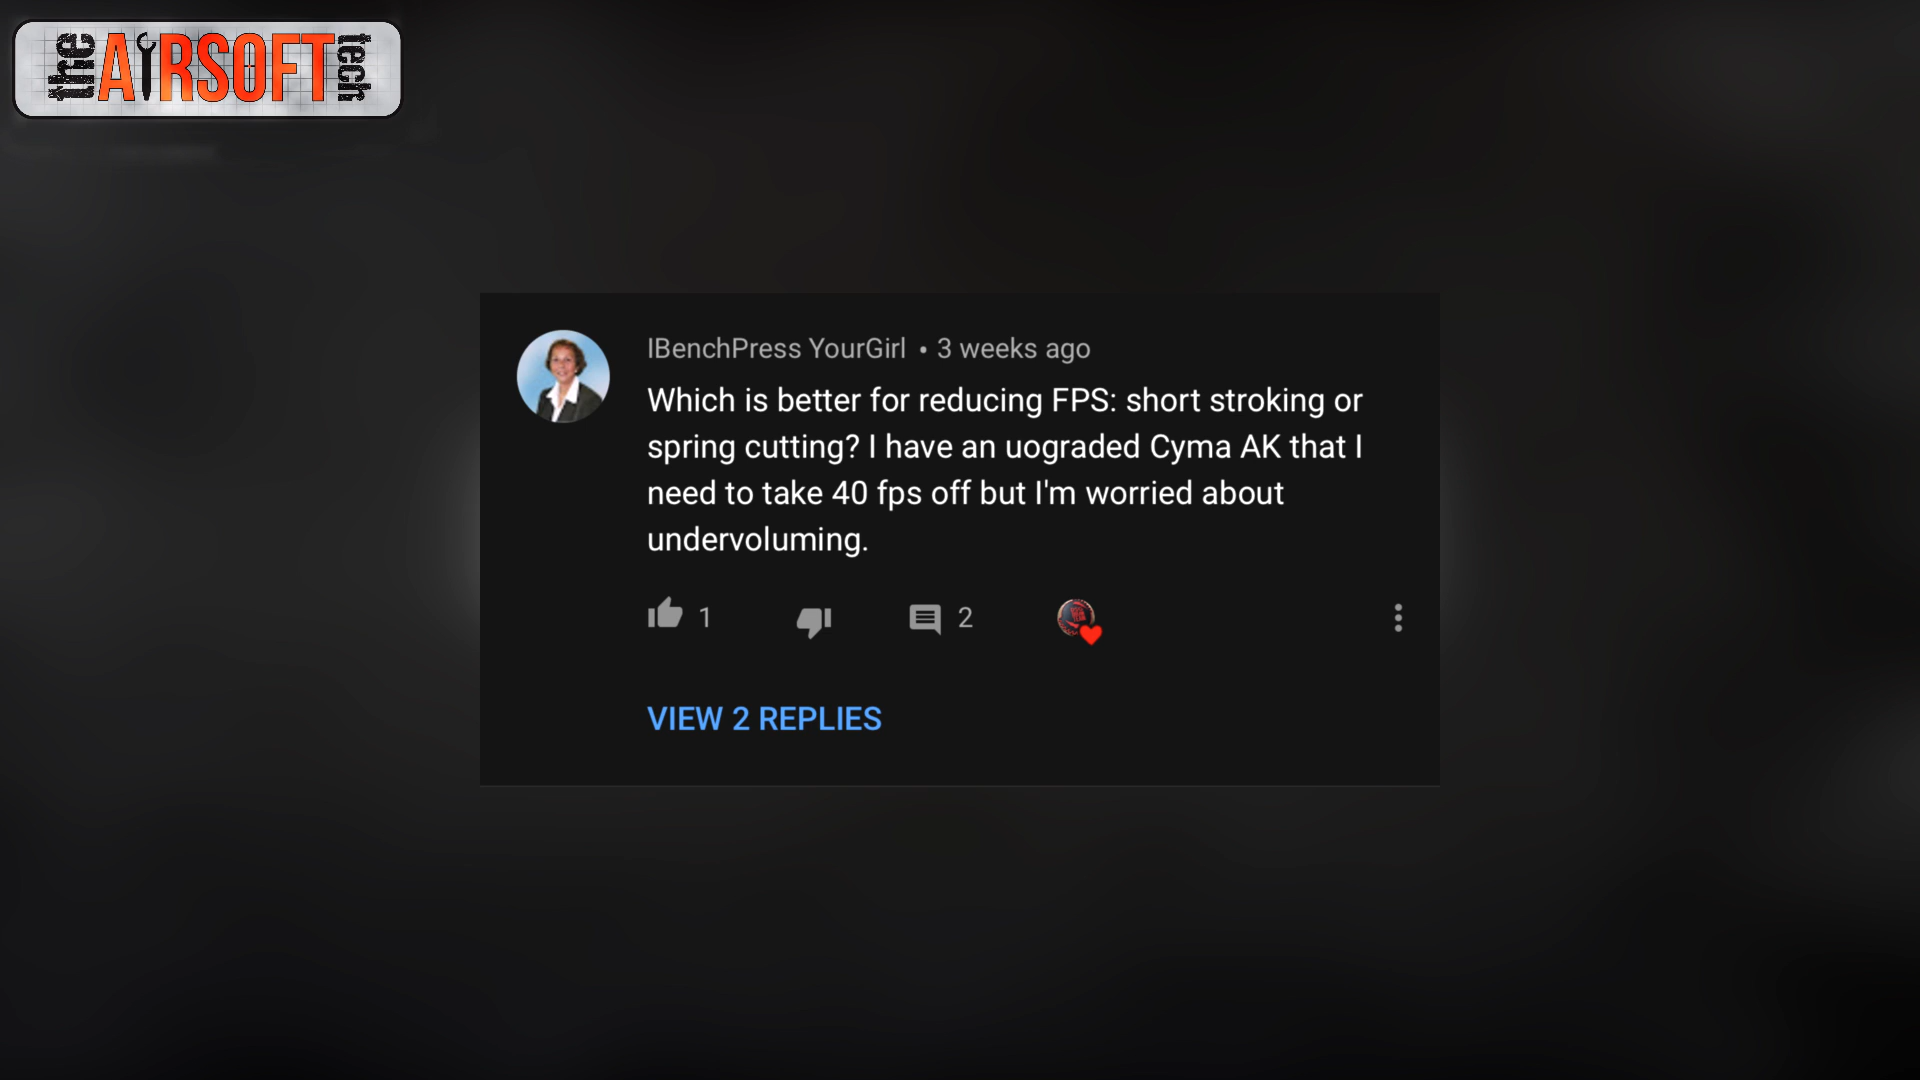 the AIRSOFT tech
IBenchPress YourGirl • 3 weeks ago
Which is better for reducing FPS: short stroking or
spring cutting? I have an uograded Cyma AK that I
need to take 40 fps off but I'm worried about
undervoluming.
1 2
VIEW 2 REPLIES